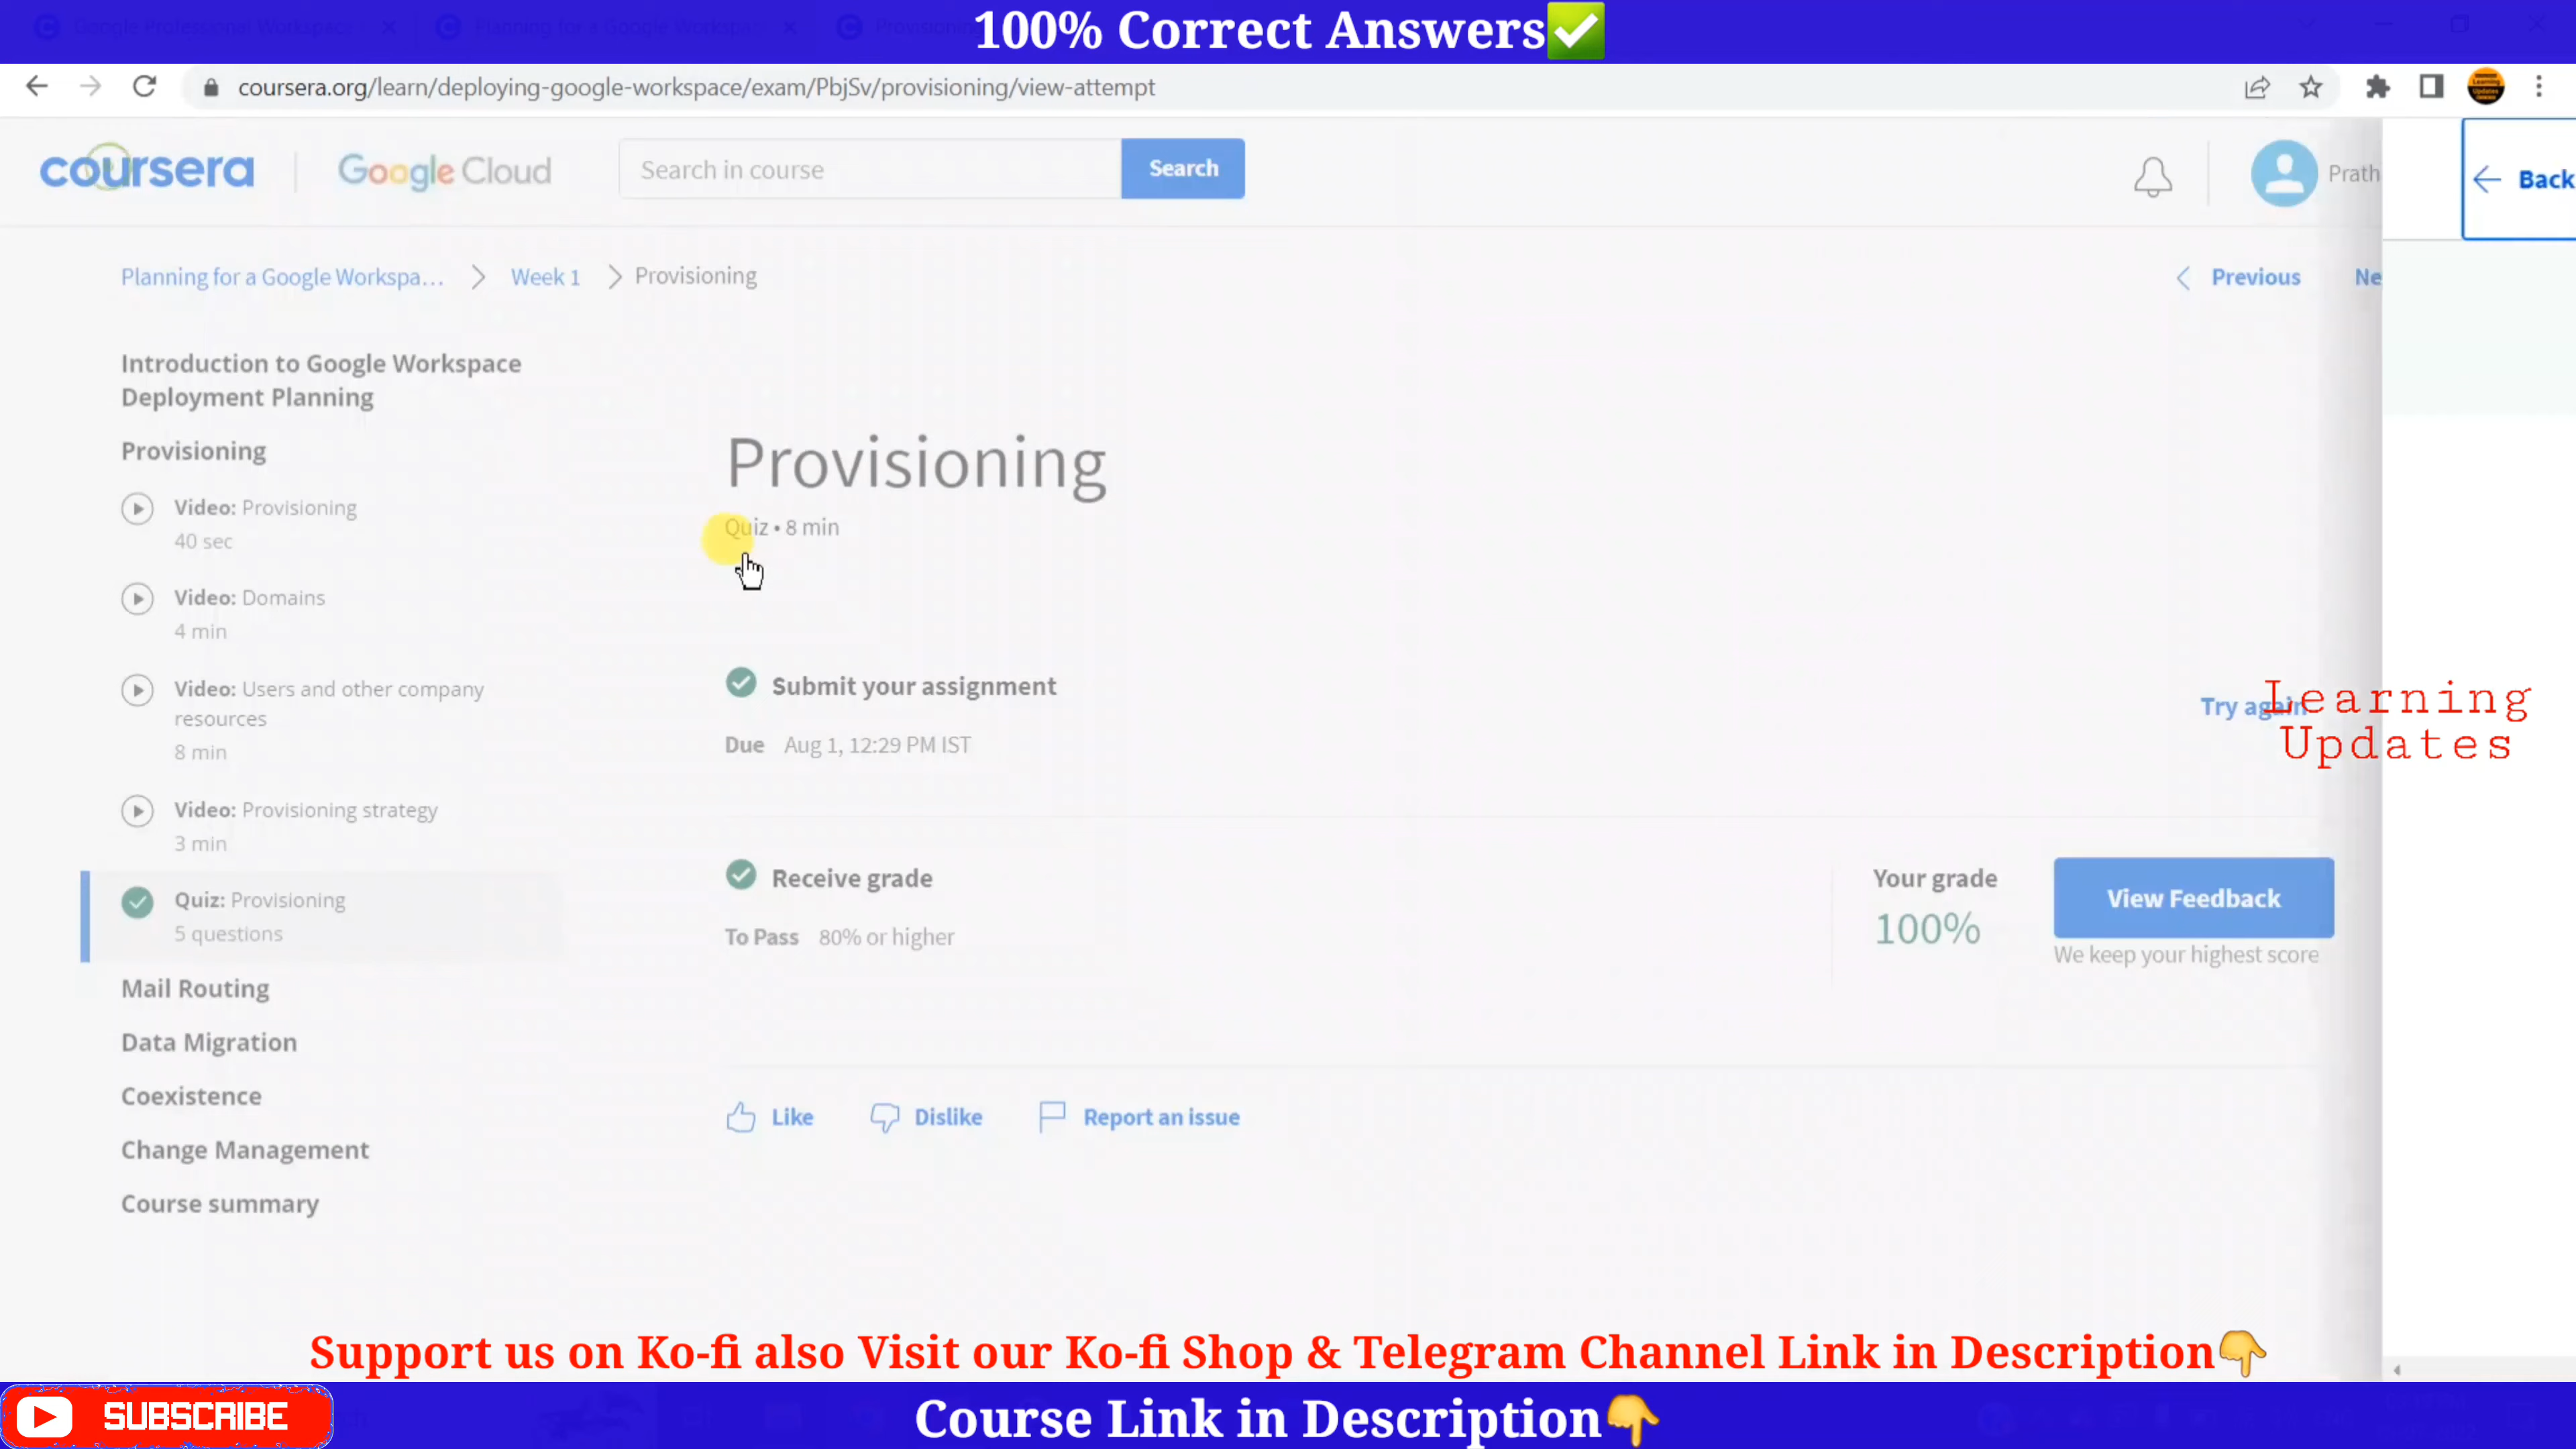 100% Correct Answers✅
coursera.org/learn/deploying-google-workspace/exam/PbjSv/provisioning/view-attempt
coursera
Google Cloud
Search in course
Search
Prath
Back
Planning for a Google Workspa...
Week 1
Provisioning
Previous
Ne
Introduction to Google Workspace
Deployment Planning
Provisioning
Video: Provisioning
40 sec
Video: Domains
4 min
Video: Users and other company
resources
8 min
Video: Provisioning strategy
3 min
Quiz: Provisioning
5 questions
Mail Routing
Data Migration
Coexistence
Change Management
Course summary
Provisioning
Quiz • 8 min
Submit your assignment
Due Aug 1, 12:29 PM IST
Try again
Learning
Updates
Receive grade
To Pass 80% or higher
Your grade
100%
View Feedback
We keep your highest score
Like
Dislike
Report an issue
Support us on Ko-fi also Visit our Ko-fi Shop & Telegram Channel Link in Description👇
SUBSCRIBE
Course Link in Description👇